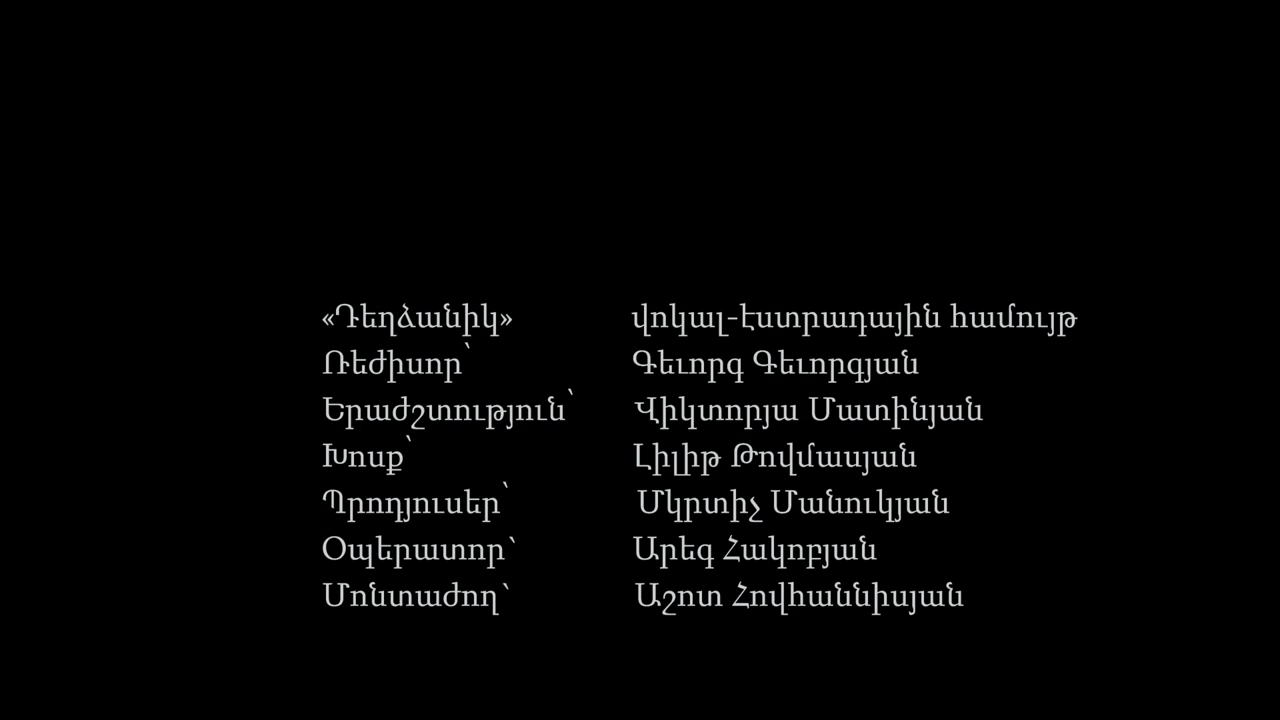 «Դեղձանիկ» վոկալ-էստրադային համույթ
Ռեժիսոր՝ Գեւորգ Գեւորգյան
Երաժշտություն՝ Վիկտորյա Մատինյան
Խոսք՝ Լիլիթ Թովմասյան
Պրոդյուսեր՝ Մկրտիչ Մանուկյան
Օպերատոր՝ Արեգ Հակոբյան
Մոնտաժող՝ Աշոտ Հովհաննիսյան